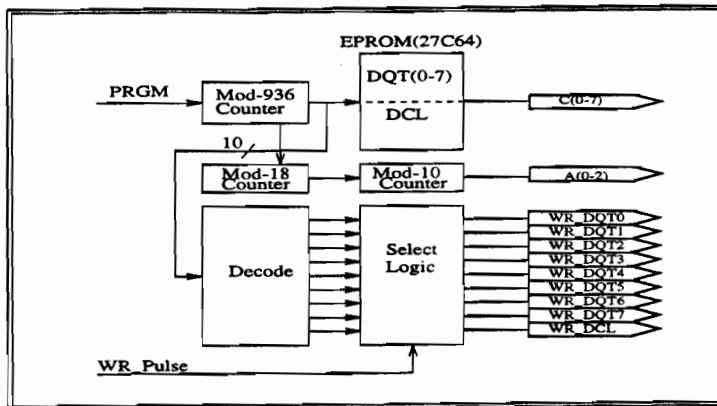 EPROM(27C64)
PRGM
Mod-936
Counter
DQT(0-7)
DCL
C(0-7)
10
Mod-18
Counter
Mod-10
Counter
A(0-2)
Decode
Select
Logic
WR_DQT0
WR_DQT1
WR_DQT2
WR_DQT3
WR_DQT4
WR_DQT5
WR_DQT6
WR_DQT7
WR_DCL
WR_Pulse